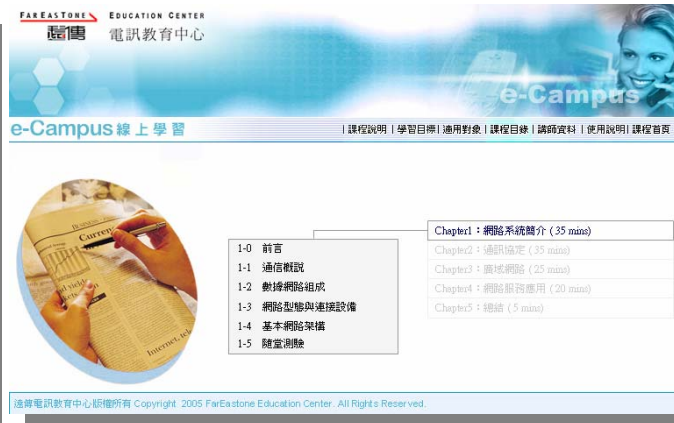 FAREASTONE EDUCATION CENTER
遠傳 電訊教育中心
e-Campus
e-Campus線上學習
| 課程說明 | 學習目標 | 適用對象 | 課程目錄 | 講師資料 | 使用說明 | 課程首頁
Chapter1：網路系統簡介 ( 35 mins)
Chapter2：通訊協定 ( 35 mins)
Chapter3：廣域網路 ( 25 mins)
Chapter4：網路服務應用 ( 20 mins)
Chapter5：總結 ( 5 mins)
1-0 前言
1-1 通信概說
1-2 數據網路組成
1-3 網路型態與連接設備
1-4 基本網路架構
1-5 隨堂測驗
Internet,
遠傳電訊教育中心版權所有 Copyright 2005 FarEastone Education Center. All Rights Reserved.